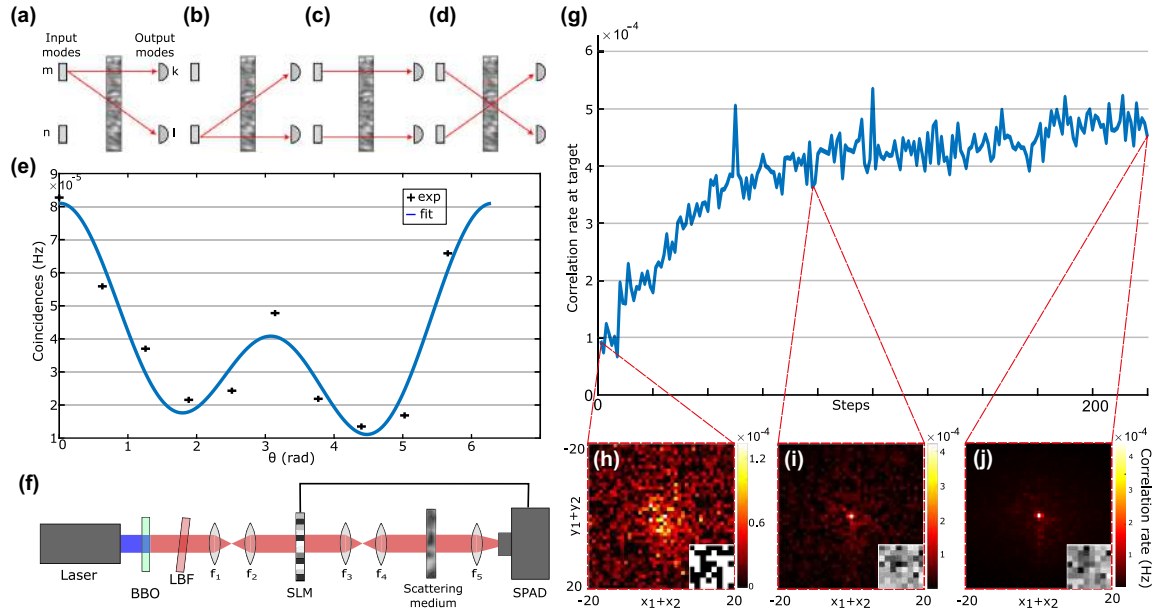 (a)
(b)
(c)
(d)
Input modes
Output modes
m
k
n
l
(e)
×10⁻⁵
9
8
7
6
5
4
3
2
1
0
1
2
3
4
5
6
Coincidences (Hz)
θ (rad)
exp
fit
(f)
Laser
BBO
LBF
f₁
f₂
SLM
f₃
f₄
Scattering medium
f₅
SPAD
(g)
×10⁻⁴
6
5
4
3
2
1
0
0
200
Steps
Correlation rate at target
(h)
-20
20
y₁+y₂
-20
20
x₁+x₂
×10⁻⁴
1.2
0.6
0
(i)
-20
20
x₁+x₂
×10⁻⁴
4
3
2
1
0
(j)
-20
20
x₁+x₂
×10⁻⁴
4
3
2
1
0
Correlation rate (Hz)